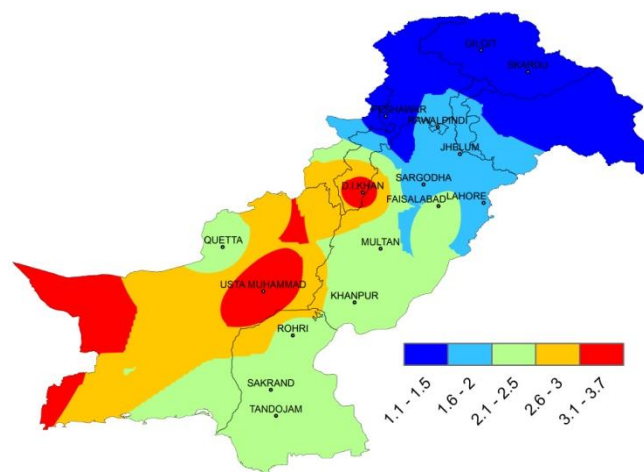 GILGIT
SKARDU
PESHAWAR
RAWALPINDI
JHELUM
SARGODHA
D.I.KHAN
FAISALABAD
LAHORE
QUETTA
MULTAN
USTA MUHAMMAD
KHANPUR
ROHRI
SAKRAND
TANDOJAM
1.1 - 1.5
1.6 - 2
2.1 - 2.5
2.6 - 3
3.1 - 3.7